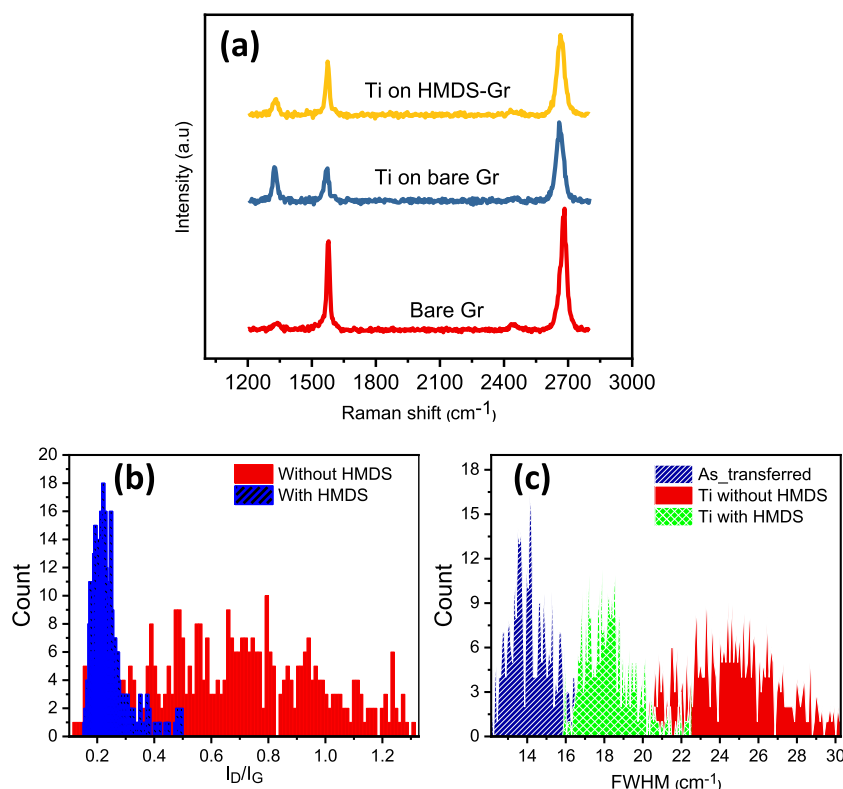 (a)
Ti on HMDS-Gr
Ti on bare Gr
Bare Gr
Intensity (a.u)
1200 1500 1800 2100 2400 2700 3000
Raman shift (cm-1)
(b)
Without HMDS
With HMDS
20
18
16
14
12
10
8
6
4
2
0
Count
0.2 0.4 0.6 0.8 1.0 1.2
ID/IG
(c)
As_transferred
Ti without HMDS
Ti with HMDS
18
15
12
9
6
3
0
Count
14 16 18 20 22 24 26 28 30
FWHM (cm-1)